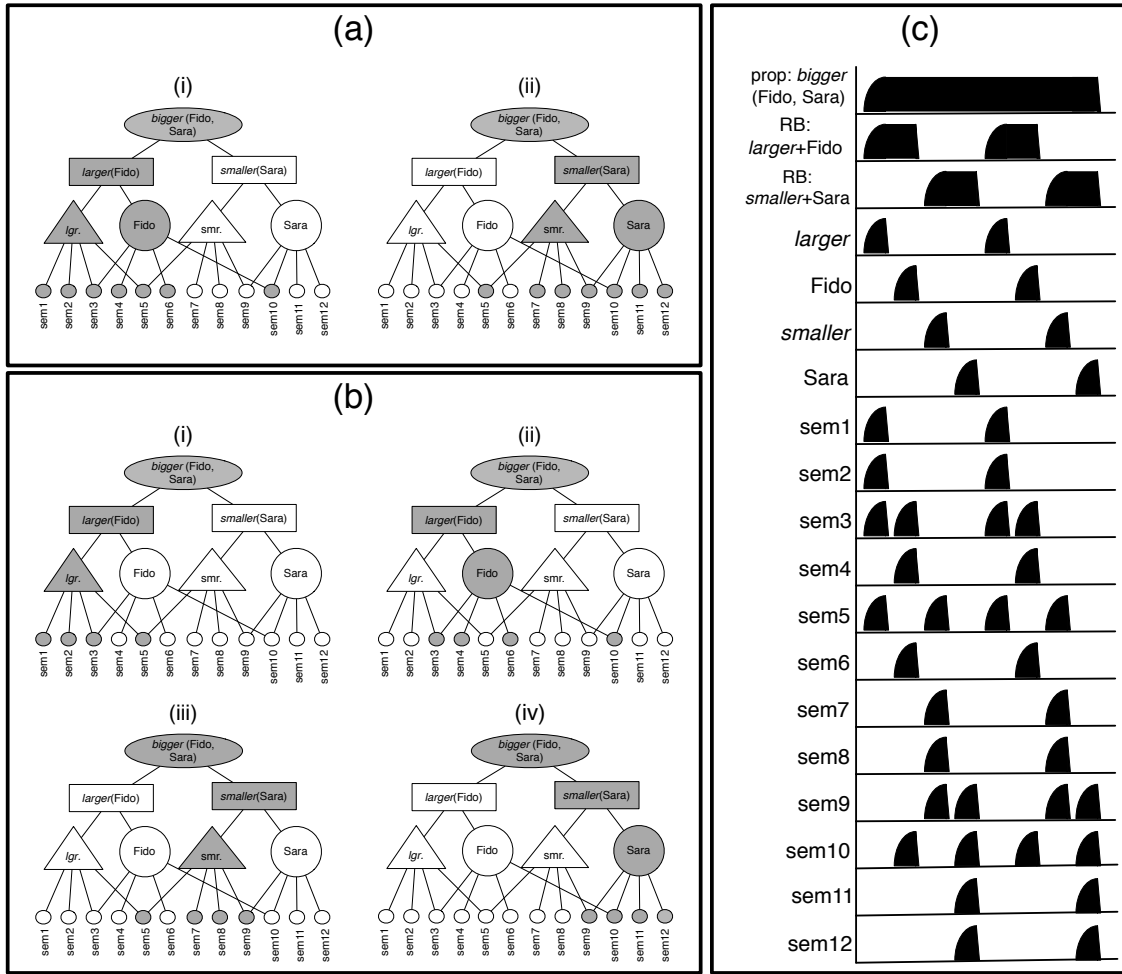 (a)
(i)
bigger (Fido,
Sara)
larger(Fido)
smaller(Sara)
lgr.
Fido
smr.
Sara
sem1
sem2
sem3
sem4
sem5
sem6
sem7
sem8
sem9
sem10
sem11
sem12
(ii)
bigger (Fido,
Sara)
larger(Fido)
smaller(Sara)
lgr.
Fido
smr.
Sara
sem1
sem2
sem3
sem4
sem5
sem6
sem7
sem8
sem9
sem10
sem11
sem12
(b)
(i)
bigger (Fido,
Sara)
larger(Fido)
smaller(Sara)
lgr.
Fido
smr.
Sara
sem1
sem2
sem3
sem4
sem5
sem6
sem7
sem8
sem9
sem10
sem11
sem12
(ii)
bigger (Fido,
Sara)
larger(Fido)
smaller(Sara)
lgr.
Fido
smr.
Sara
sem1
sem2
sem3
sem4
sem5
sem6
sem7
sem8
sem9
sem10
sem11
sem12
(iii)
bigger (Fido,
Sara)
larger(Fido)
smaller(Sara)
lgr.
Fido
smr.
Sara
sem1
sem2
sem3
sem4
sem5
sem6
sem7
sem8
sem9
sem10
sem11
sem12
(iv)
bigger (Fido,
Sara)
larger(Fido)
smaller(Sara)
lgr.
Fido
smr.
Sara
sem1
sem2
sem3
sem4
sem5
sem6
sem7
sem8
sem9
sem10
sem11
sem12
(c)
prop: bigger
(Fido, Sara)
RB:
larger+Fido
RB:
smaller+Sara
larger
Fido
smaller
Sara
sem1
sem2
sem3
sem4
sem5
sem6
sem7
sem8
sem9
sem10
sem11
sem12